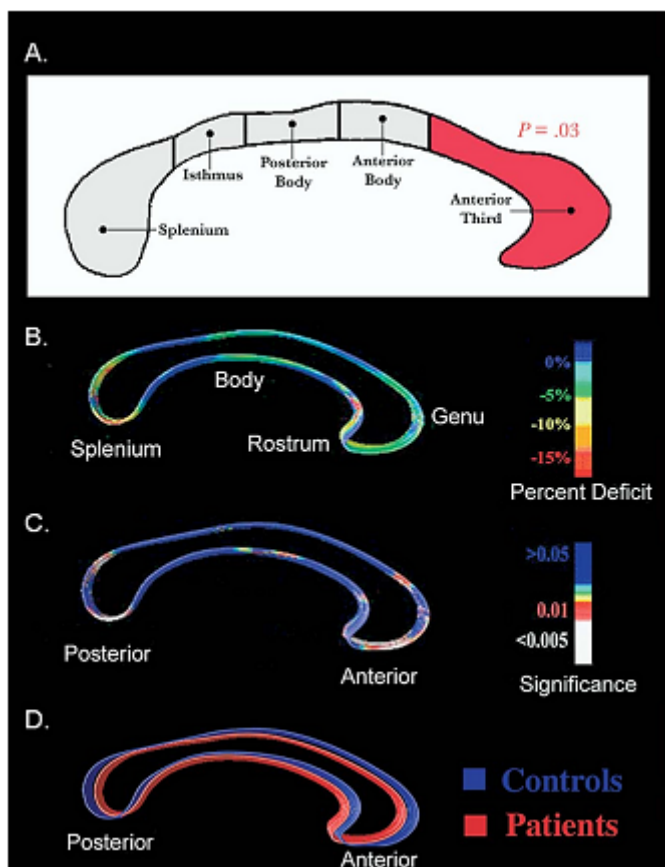 A.
P = .03
Isthmus
Posterior
Body
Anterior
Body
Anterior
Third
Splenium
B.
Body
Splenium
Rostrum
Genu
0%
-5%
-10%
-15%
Percent Deficit
C.
Posterior
Anterior
>0.05
0.01
<0.005
Significance
D.
Posterior
Anterior
Controls
Patients